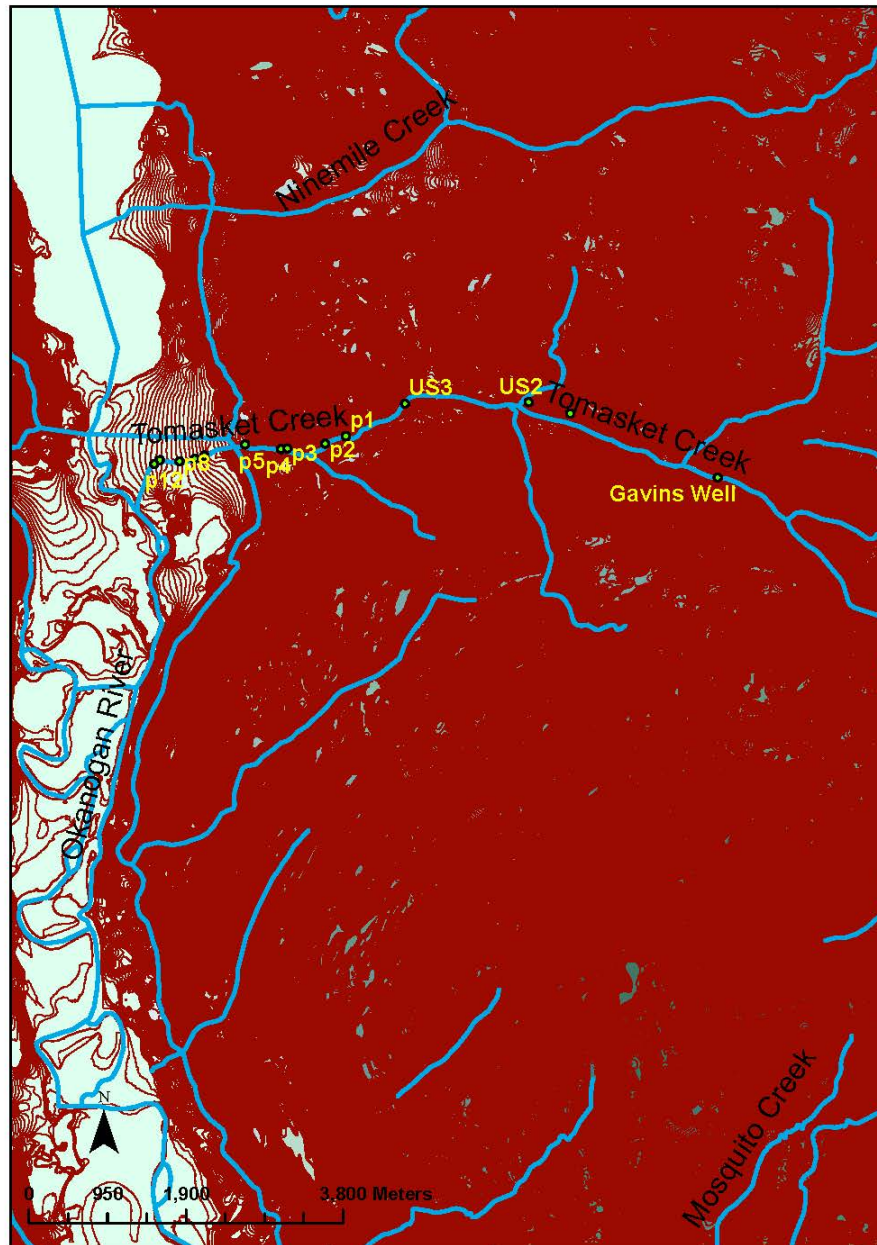 Ninemile Creek
US3
US2
Tomasket Creek
Tomasket Creek
p1
p2
p3
p4
p5
p8
p12
Gavins Well
Okanogan River
Mosquito Creek
N
0 950 1,900 3,800 Meters